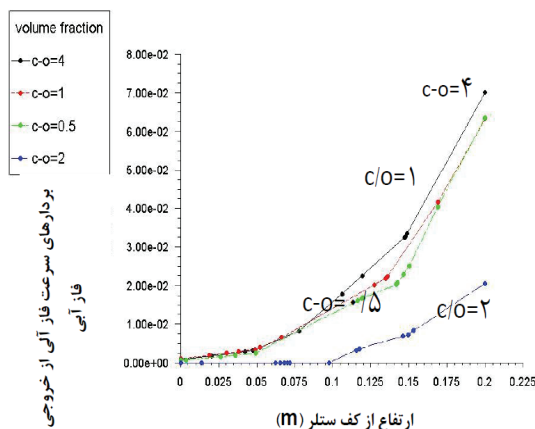 volume fraction
c-o=4
c-o=1
c-o=0.5
c-o=2
بردارهای سرعت فاز آلی از خروجی
فاز آبی
8.00e-02
7.00e-02
6.00e-02
5.00e-02
4.00e-02
3.00e-02
2.00e-02
1.00e-02
0.00e+00
c-o=۴
c/o=۱
c-o=۰/۵
c/o=۲
0 0.025 0.05 0.075 0.1 0.125 0.15 0.175 0.2 0.225
ارتفاع از کف ستلر (m)